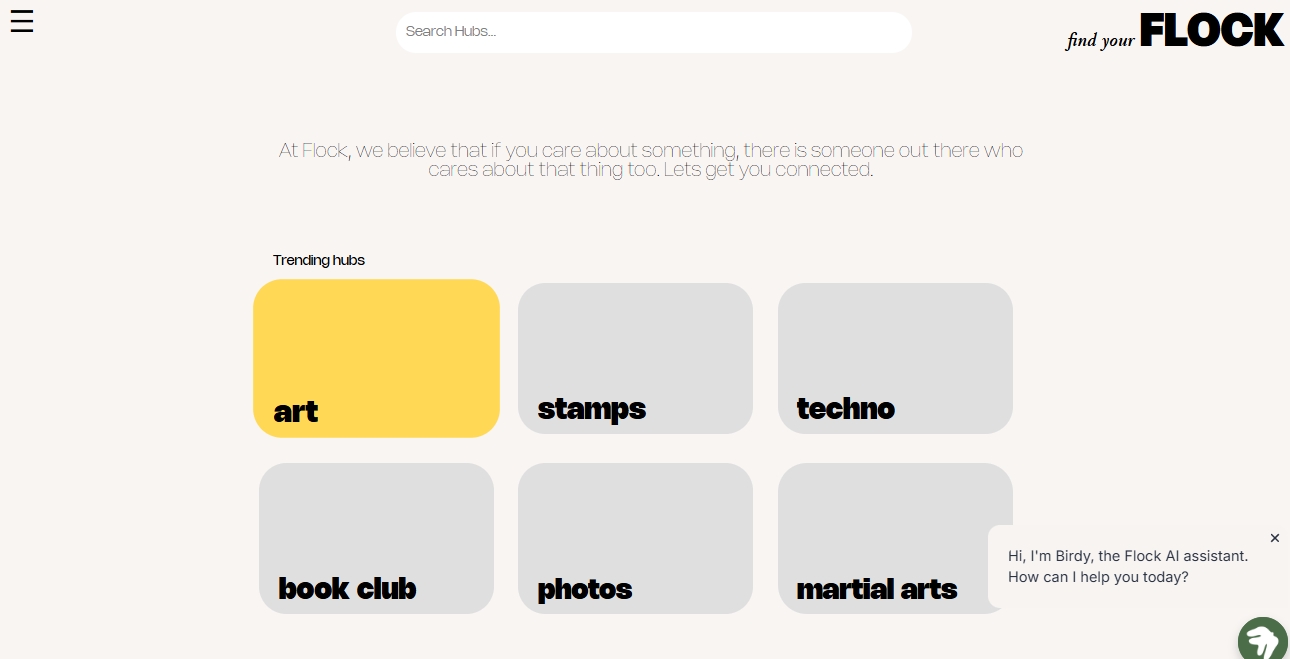 Search Hubs...
find your FLOCK
At Flock, we believe that if you care about something, there is someone out there who
cares about that thing too. Lets get you connected.
Trending hubs
art
stamps
techno
book club
photos
martial arts
Hi, I'm Birdy, the Flock AI assistant.
How can I help you today?